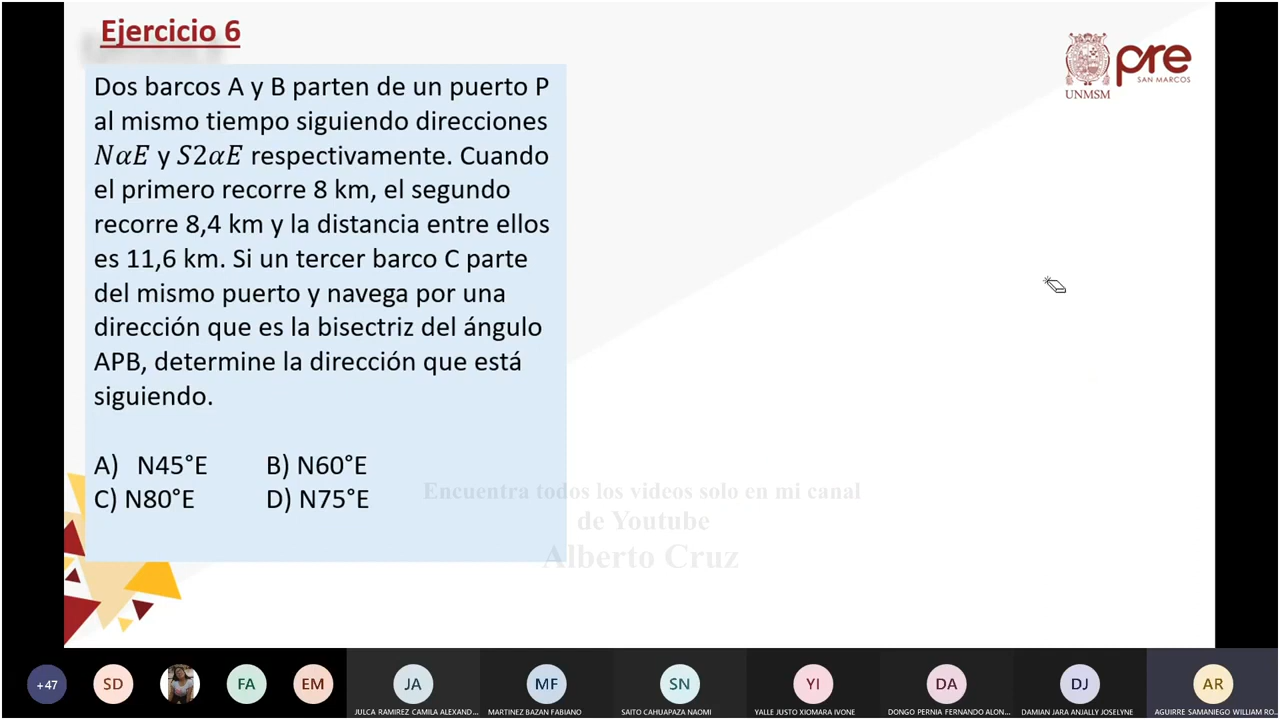 Ejercicio 6
Dos barcos A y B parten de un puerto P
al mismo tiempo siguiendo direcciones
NαE y S2αE respectivamente. Cuando
el primero recorre 8 km, el segundo
recorre 8,4 km y la distancia entre ellos
es 11,6 km. Si un tercer barco C parte
del mismo puerto y navega por una
dirección que es la bisectriz del ángulo
APB, determine la dirección que está
siguiendo.
A) N45°E B) N60°E
C) N80°E D) N75°E
UNMSM
pre
SAN MARCOS
Encuentra todos los videos solo en mi canal
de Youtube
Alberto Cruz
+47
SD
FA
EM
JA
MF
SN
YI
DA
DJ
AR
JULCA RAMIREZ CAMILA ALEXAND...
MARTINEZ BAZAN FABIANO
SAITO CAHUAPAZA NAOMI
YALLE JUSTO XIOMARA IVONE
DONGO PERNIA FERNANDO ALON...
DAMIAN JARA ANJALLY JOSELYNE
AGUIRRE SAMANIEGO WILLIAM RO...